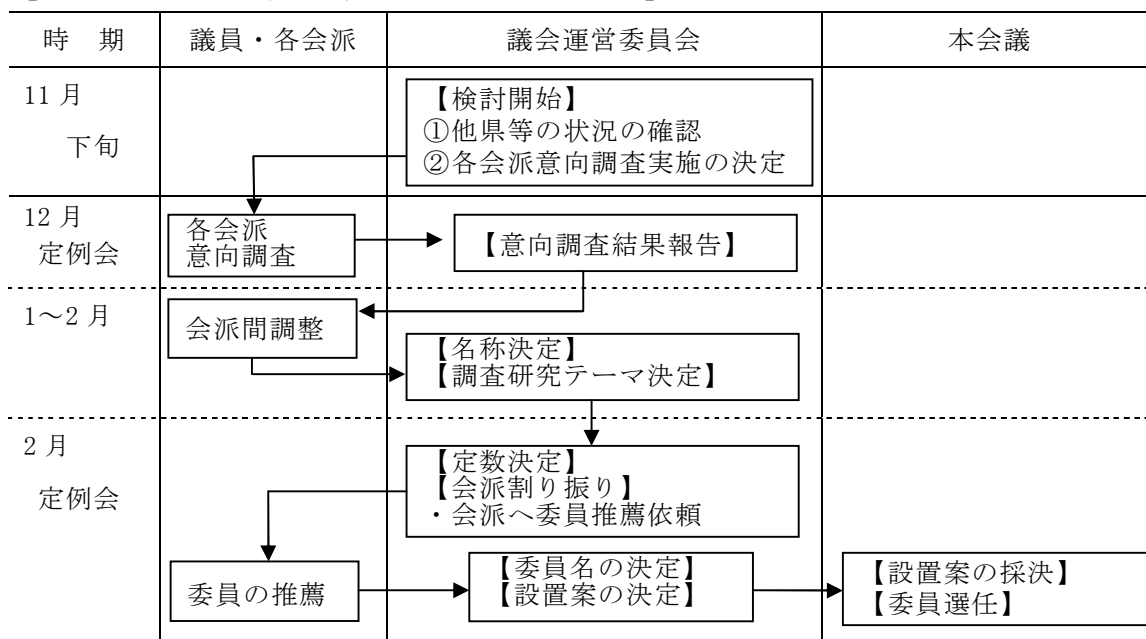 時 期 議員・各会派 議会運営委員会 本会議
11月
下旬
【検討開始】
①他県等の状況の確認
②各会派意向調査実施の決定
12月
定例会
各会派
意向調査
【意向調査結果報告】
1～2月
会派間調整
【名称決定】
【調査研究テーマ決定】
2月
定例会
【定数決定】
【会派割り振り】
・会派へ委員推薦依頼
委員の推薦
【委員名の決定】
【設置案の決定】
【設置案の採決】
【委員選任】